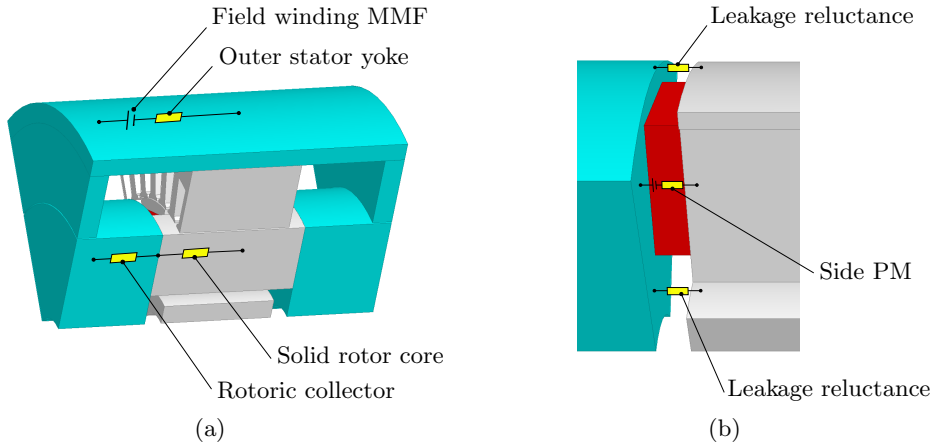 Field winding MMF
Outer stator yoke
Solid rotor core
Rotoric collector
(a)
Leakage reluctance
Side PM
Leakage reluctance
(b)